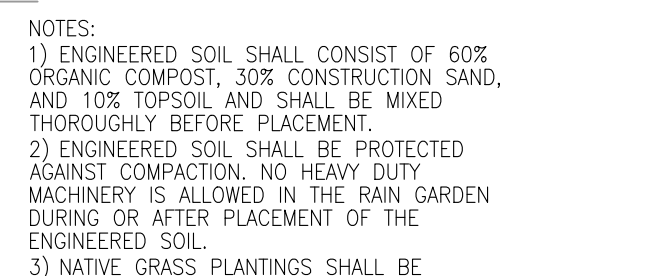 NOTES:
1) ENGINEERED SOIL SHALL CONSIST OF 60%
ORGANIC COMPOST, 30% CONSTRUCTION SAND,
AND 10% TOPSOIL AND SHALL BE MIXED
THOROUGHLY BEFORE PLACEMENT.
2) ENGINEERED SOIL SHALL BE PROTECTED
AGAINST COMPACTION. NO HEAVY DUTY
MACHINERY IS ALLOWED IN THE RAIN GARDEN
DURING OR AFTER PLACEMENT OF THE
ENGINEERED SOIL.
3) NATIVE GRASS PLANTINGS SHALL BE